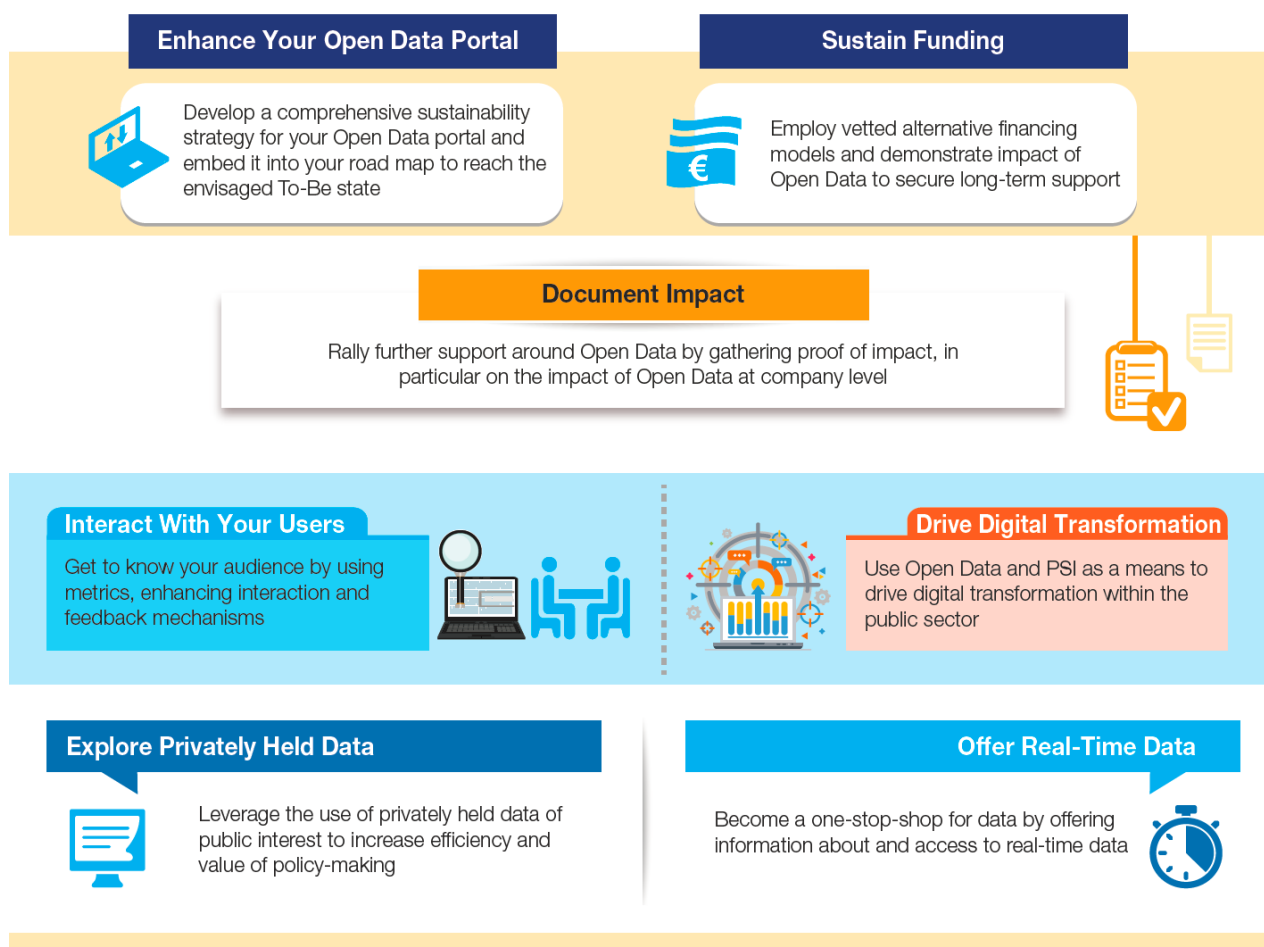 Enhance Your Open Data Portal
Develop a comprehensive sustainability
strategy for your Open Data portal and
embed it into your road map to reach the
envisaged To-Be state
Sustain Funding
€
Employ vetted alternative financing
models and demonstrate impact of
Open Data to secure long-term support
Document Impact
Rally further support around Open Data by gathering proof of impact, in
particular on the impact of Open Data at company level
Interact With Your Users
Get to know your audience by using
metrics, enhancing interaction and
feedback mechanisms
Drive Digital Transformation
Use Open Data and PSI as a means to
drive digital transformation within the
public sector
Explore Privately Held Data
Leverage the use of privately held data of
public interest to increase efficiency and
value of policy-making
Offer Real-Time Data
Become a one-stop-shop for data by offering
information about and access to real-time data